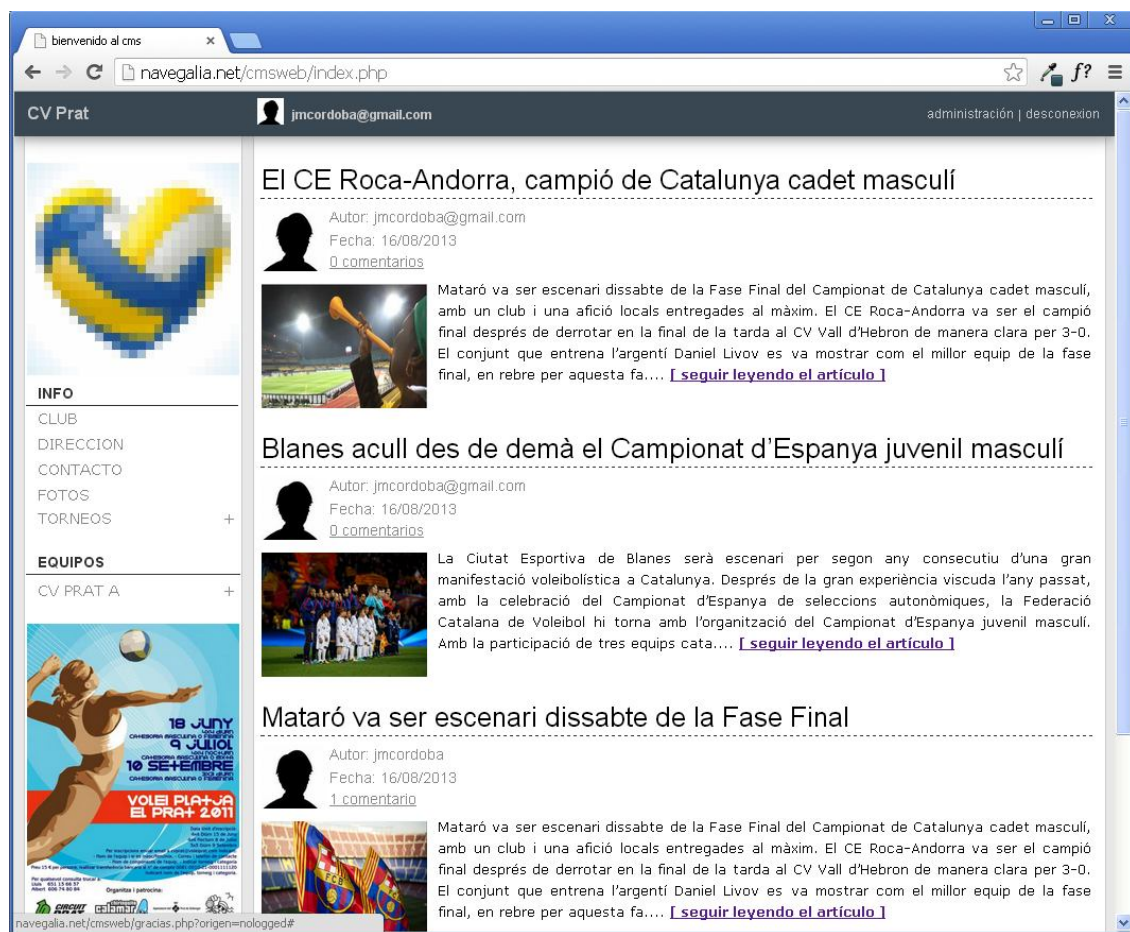 bienvenido al cms
navegalia.net/cmsweb/index.php
f?
CV Prat
jmcordoba@gmail.com
administración | desconexion
INFO
CLUB
DIRECCION
CONTACTO
FOTOS
TORNEOS +
EQUIPOS
CV PRAT A +
18 JUNY
CATEGORIA MASCULINA O FEMENINA
9 JULIOL
10 SETEMBRE
CATEGORIA MASCULINA O FEMENINA
VOLEI PLATJA
EL PRAT 2011
Organitza i patrocina:
CIRCUIT
calamar
El CE Roca-Andorra, campió de Catalunya cadet masculí
Autor: jmcordoba@gmail.com
Fecha: 16/08/2013
0 comentarios
Mataró va ser escenari dissabte de la Fase Final del Campionat de Catalunya cadet masculí,
amb un club i una afició locals entregades al màxim. El CE Roca-Andorra va ser el campió
final després de derrotar en la final de la tarda al CV Vall d'Hebron de manera clara per 3-0.
El conjunt que entrena l'argentí Daniel Livov es va mostrar com el millor equip de la fase
final, en rebre per aquesta fa.... [ seguir leyendo el artículo ]
Blanes acull des de demà el Campionat d'Espanya juvenil masculí
Autor: jmcordoba@gmail.com
Fecha: 16/08/2013
0 comentarios
La Ciutat Esportiva de Blanes serà escenari per segon any consecutiu d'una gran
manifestació voleibolística a Catalunya. Després de la gran experiència viscuda l'any passat,
amb la celebració del Campionat d'Espanya de seleccions autonòmiques, la Federació
Catalana de Voleibol hi torna amb l'organització del Campionat d'Espanya juvenil masculí.
Amb la participació de tres equips cata.... [ seguir leyendo el artículo ]
Mataró va ser escenari dissabte de la Fase Final
Autor: jmcordoba
Fecha: 16/08/2013
1 comentario
FCB
Mataró va ser escenari dissabte de la Fase Final del Campionat de Catalunya cadet masculí,
amb un club i una afició locals entregades al màxim. El CE Roca-Andorra va ser el campió
final després de derrotar en la final de la tarda al CV Vall d'Hebron de manera clara per 3-0.
El conjunt que entrena l'argentí Daniel Livov es va mostrar com el millor equip de la fase
final, en rebre per aquesta fa.... [ seguir leyendo el artículo ]
navegalia.net/cmsweb/gracias.php?origen=nologged#